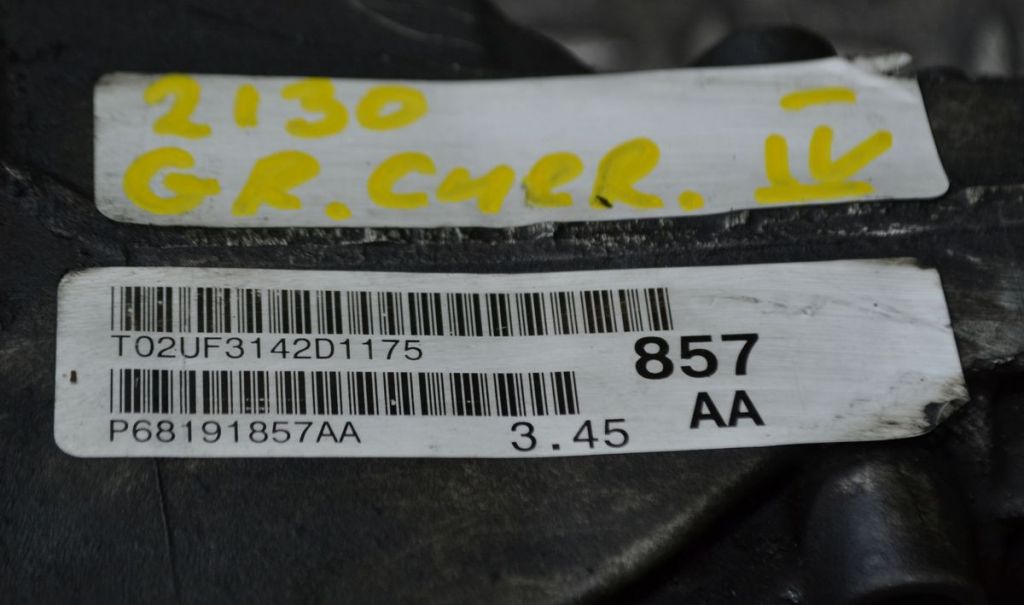 2130
GR. CHER. IV
T02UF3142D1175
857
P68191857AA
3.45
AA